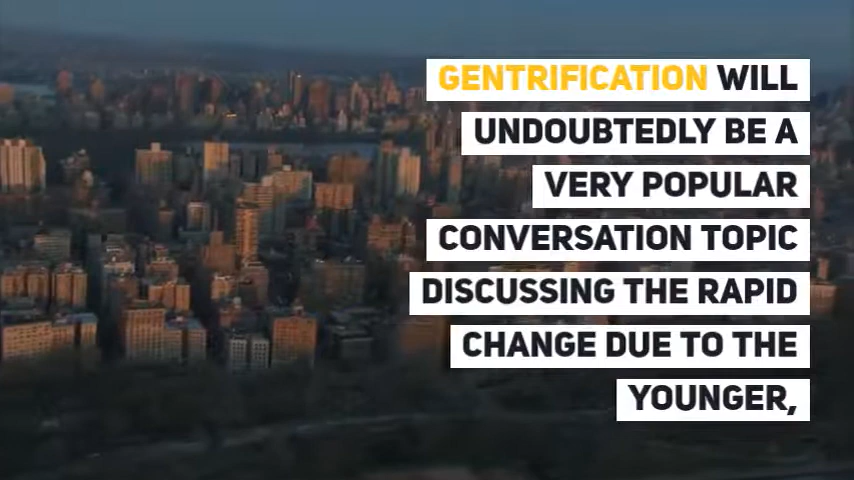 GENTRIFICATION WILL
UNDOUBTEDLY BE A
VERY POPULAR
CONVERSATION TOPIC
DISCUSSING THE RAPID
CHANGE DUE TO THE
YOUNGER,